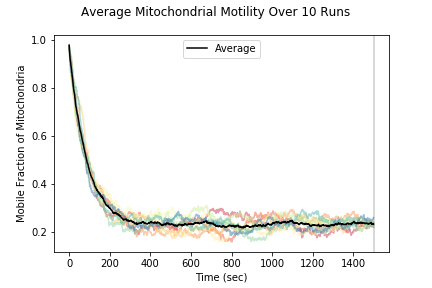 Average Mitochondrial Motility Over 10 Runs
Average
Mobile Fraction of Mitochondria
1.0
0.8
0.6
0.4
0.2
0 200 400 600 800 1000 1200 1400
Time (sec)